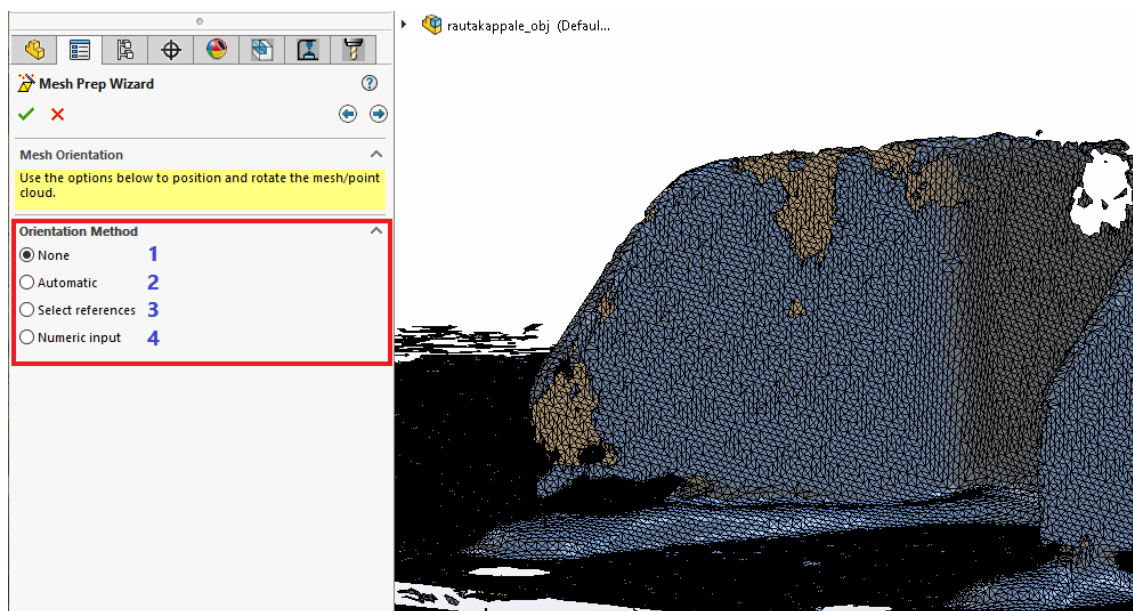 rautakappale_obj (Defaul...
Mesh Prep Wizard
Mesh Orientation
Use the options below to position and rotate the mesh/point
cloud.
Orientation Method
None 1
Automatic 2
Select references 3
Numeric input 4